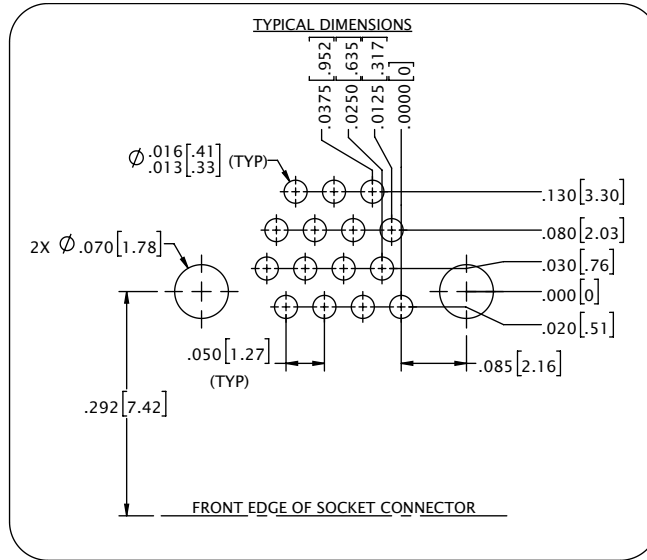 TYPICAL DIMENSIONS
.0375 [.952]
.0250 [.635]
.0125 [.317]
.0000 [0]
Ø .016[.41] (TYP)
.013[.33]
.130[3.30]
.080[2.03]
2X Ø .070[1.78]
.030[.76]
.000[0]
.020[.51]
.050[1.27]
(TYP)
.085[2.16]
.292[7.42]
FRONT EDGE OF SOCKET CONNECTOR